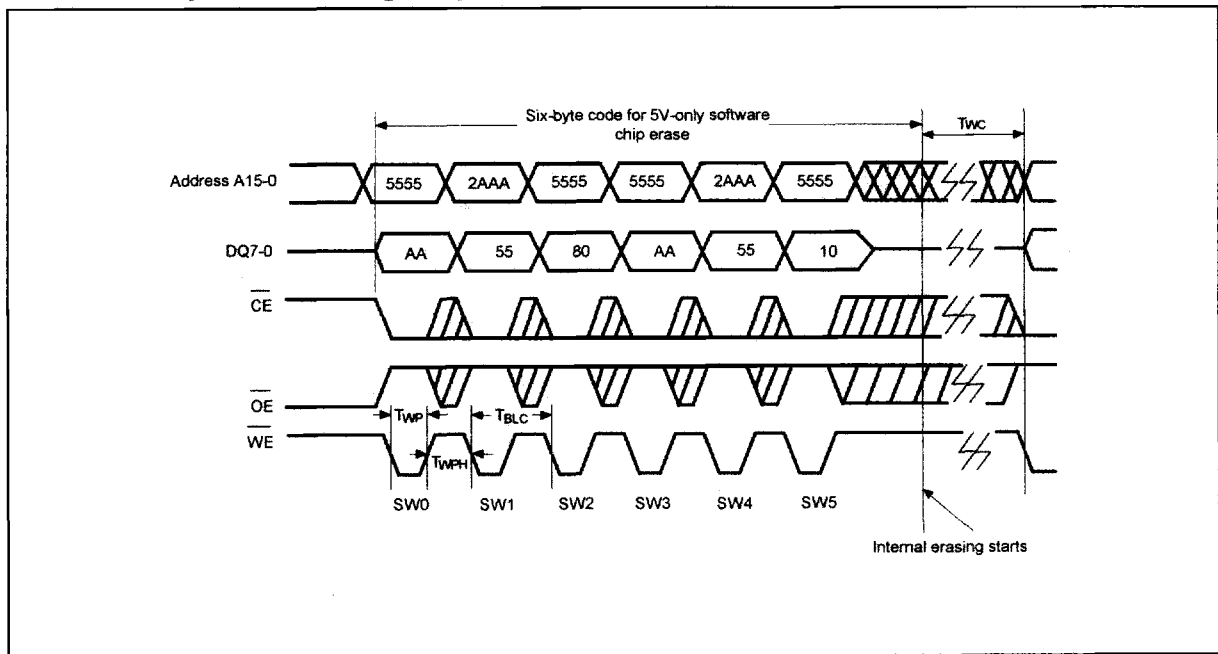 Six-byte code for 5V-only software
chip erase
TWC
Address A15-0
5555
2AAA
5555
5555
2AAA
5555
DQ7-0
AA
55
80
AA
55
10
CE
OE
TWP
TBLC
WE
TWPH
SW0
SW1
SW2
SW3
SW4
SW5
Internal erasing starts